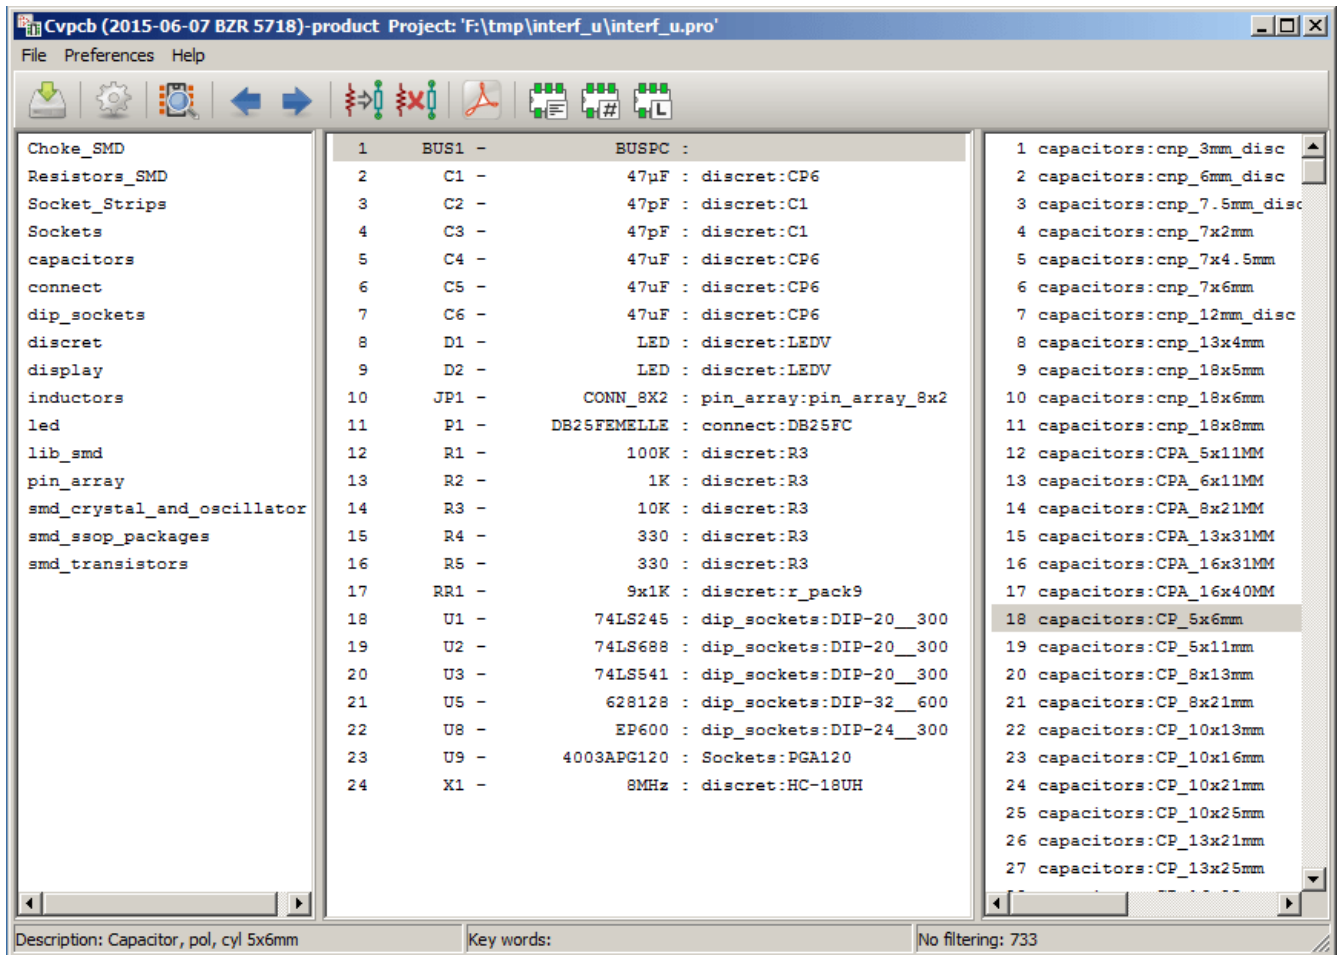 Cvpcb (2015-06-07 BZR 5718)-product Project: 'F:\tmp\interf_u\interf_u.pro'
File Preferences Help
# L
Choke_SMD
Resistors_SMD
Socket_Strips
Sockets
capacitors
connect
dip_sockets
discret
display
inductors
led
lib_smd
pin_array
smd_crystal_and_oscillator
smd_ssop_packages
smd_transistors
1 BUS1 - BUSPC :
2 C1 - 47µF : discret:CP6
3 C2 - 47pF : discret:C1
4 C3 - 47pF : discret:C1
5 C4 - 47uF : discret:CP6
6 C5 - 47uF : discret:CP6
7 C6 - 47uF : discret:CP6
8 D1 - LED : discret:LEDV
9 D2 - LED : discret:LEDV
10 JP1 - CONN_8X2 : pin_array:pin_array_8x2
11 P1 - DB25FEMELLE : connect:DB25FC
12 R1 - 100K : discret:R3
13 R2 - 1K : discret:R3
14 R3 - 10K : discret:R3
15 R4 - 330 : discret:R3
16 R5 - 330 : discret:R3
17 RR1 - 9x1K : discret:r_pack9
18 U1 - 74LS245 : dip_sockets:DIP-20__300
19 U2 - 74LS688 : dip_sockets:DIP-20__300
20 U3 - 74LS541 : dip_sockets:DIP-20__300
21 U5 - 628128 : dip_sockets:DIP-32__600
22 U8 - EP600 : dip_sockets:DIP-24__300
23 U9 - 4003APG120 : Sockets:PGA120
24 X1 - 8MHz : discret:HC-18UH
1 capacitors:cnp_3mm_disc
2 capacitors:cnp_6mm_disc
3 capacitors:cnp_7.5mm_disc
4 capacitors:cnp_7x2mm
5 capacitors:cnp_7x4.5mm
6 capacitors:cnp_7x6mm
7 capacitors:cnp_12mm_disc
8 capacitors:cnp_13x4mm
9 capacitors:cnp_18x5mm
10 capacitors:cnp_18x6mm
11 capacitors:cnp_18x8mm
12 capacitors:CPA_5x11MM
13 capacitors:CPA_6x11MM
14 capacitors:CPA_8x21MM
15 capacitors:CPA_13x31MM
16 capacitors:CPA_16x31MM
17 capacitors:CPA_16x40MM
18 capacitors:CP_5x6mm
19 capacitors:CP_5x11mm
20 capacitors:CP_8x13mm
21 capacitors:CP_8x21mm
22 capacitors:CP_10x13mm
23 capacitors:CP_10x16mm
24 capacitors:CP_10x21mm
25 capacitors:CP_10x25mm
26 capacitors:CP_13x21mm
27 capacitors:CP_13x25mm
Description: Capacitor, pol, cyl 5x6mm
Key words:
No filtering: 733